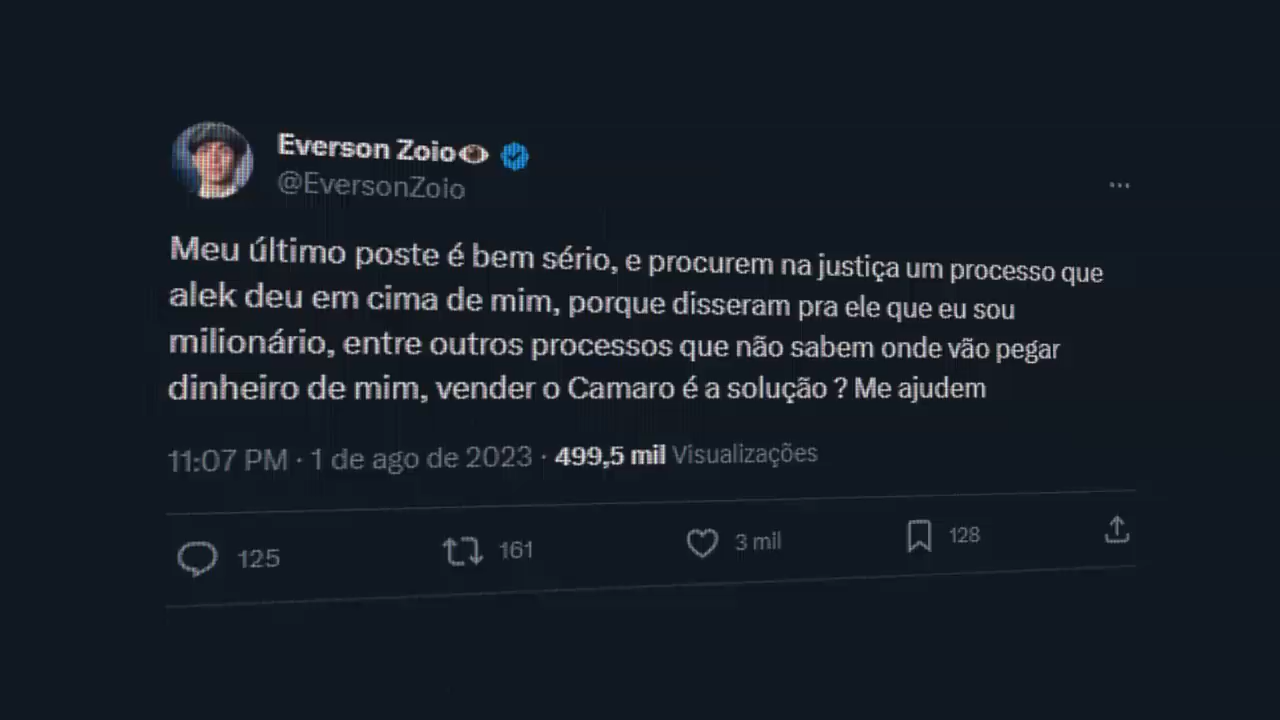 Everson Zoio👁
@EversonZoio
...
Meu último poste é bem sério, e procurem na justiça um processo que
alek deu em cima de mim, porque disseram pra ele que eu sou
milionário, entre outros processos que não sabem onde vão pegar
dinheiro de mim, vender o Camaro é a solução ? Me ajudem
11:07 PM · 1 de ago de 2023 · 499,5 mil Visualizações
125 161 3 mil 128